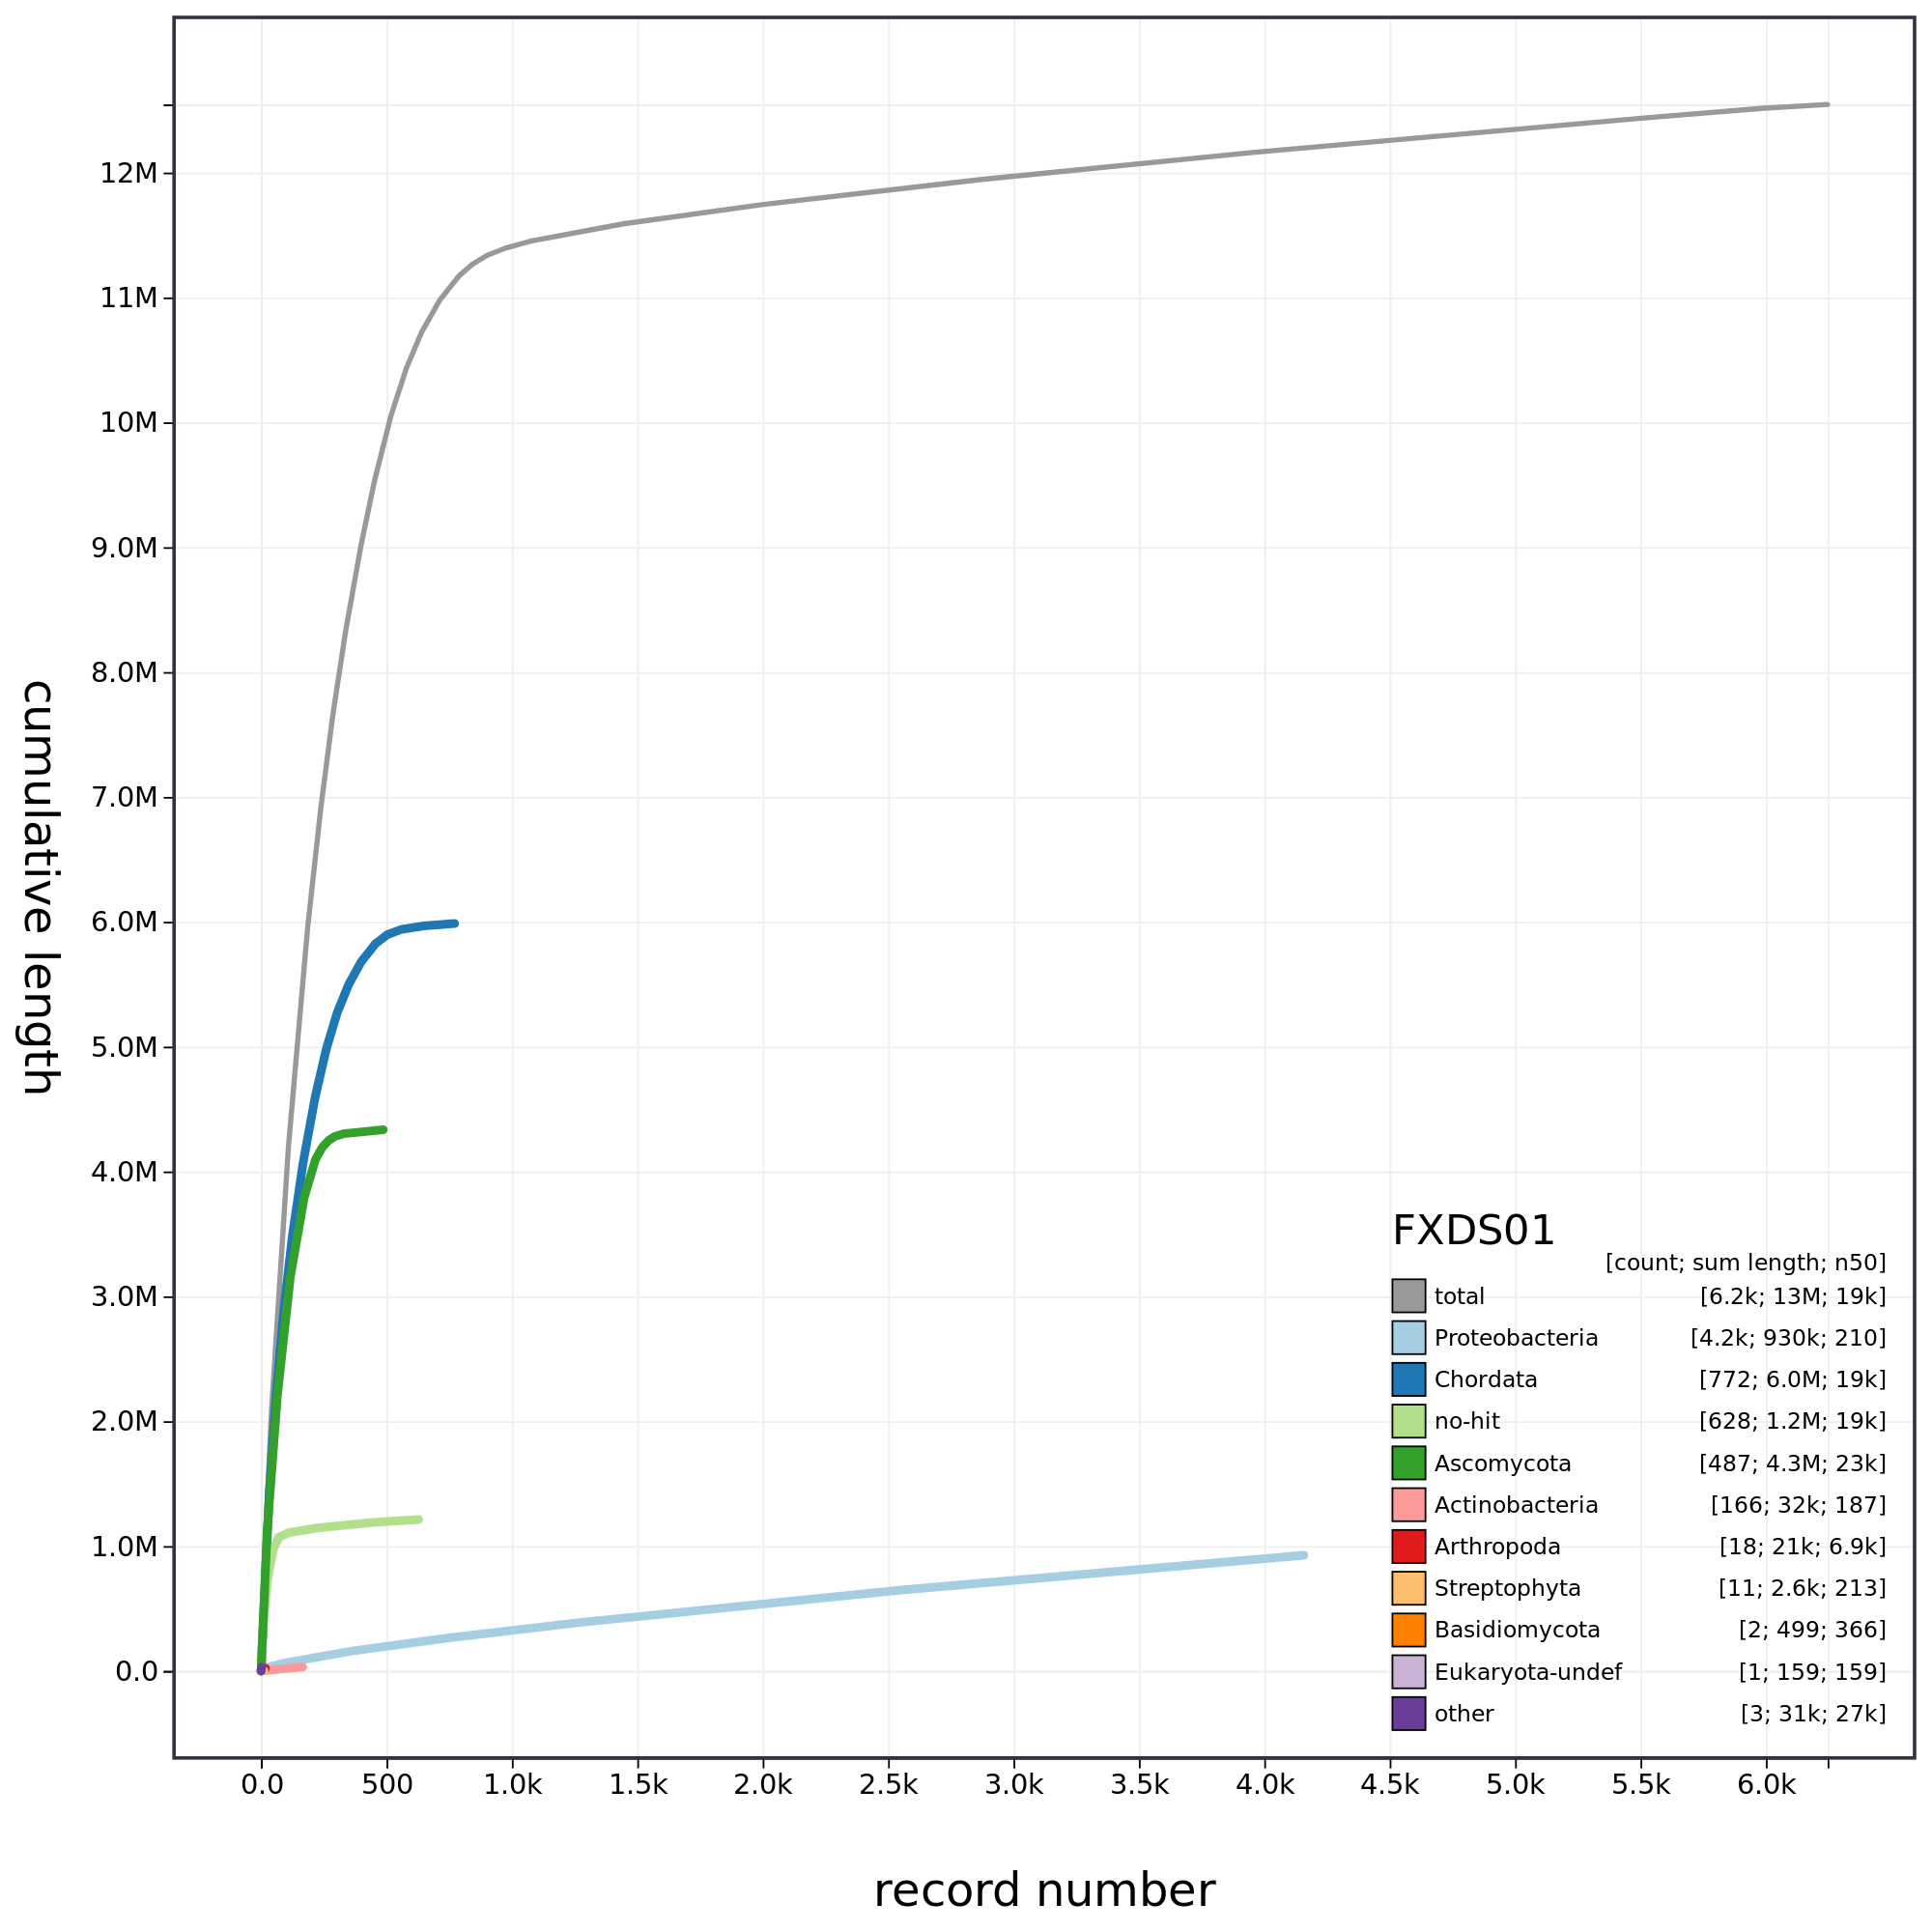 12M
11M
10M
9.0M
8.0M
7.0M
6.0M
5.0M
4.0M
3.0M
2.0M
1.0M
0.0
cumulative length
FXDS01
[count; sum length; n50]
total [6.2k; 13M; 19k]
Proteobacteria [4.2k; 930k; 210]
Chordata [772; 6.0M; 19k]
no-hit [628; 1.2M; 19k]
Ascomycota [487; 4.3M; 23k]
Actinobacteria [166; 32k; 187]
Arthropoda [18; 21k; 6.9k]
Streptophyta [11; 2.6k; 213]
Basidiomycota [2; 499; 366]
Eukaryota-undef [1; 159; 159]
other [3; 31k; 27k]
0.0 500 1.0k 1.5k 2.0k 2.5k 3.0k 3.5k 4.0k 4.5k 5.0k 5.5k 6.0k
record number